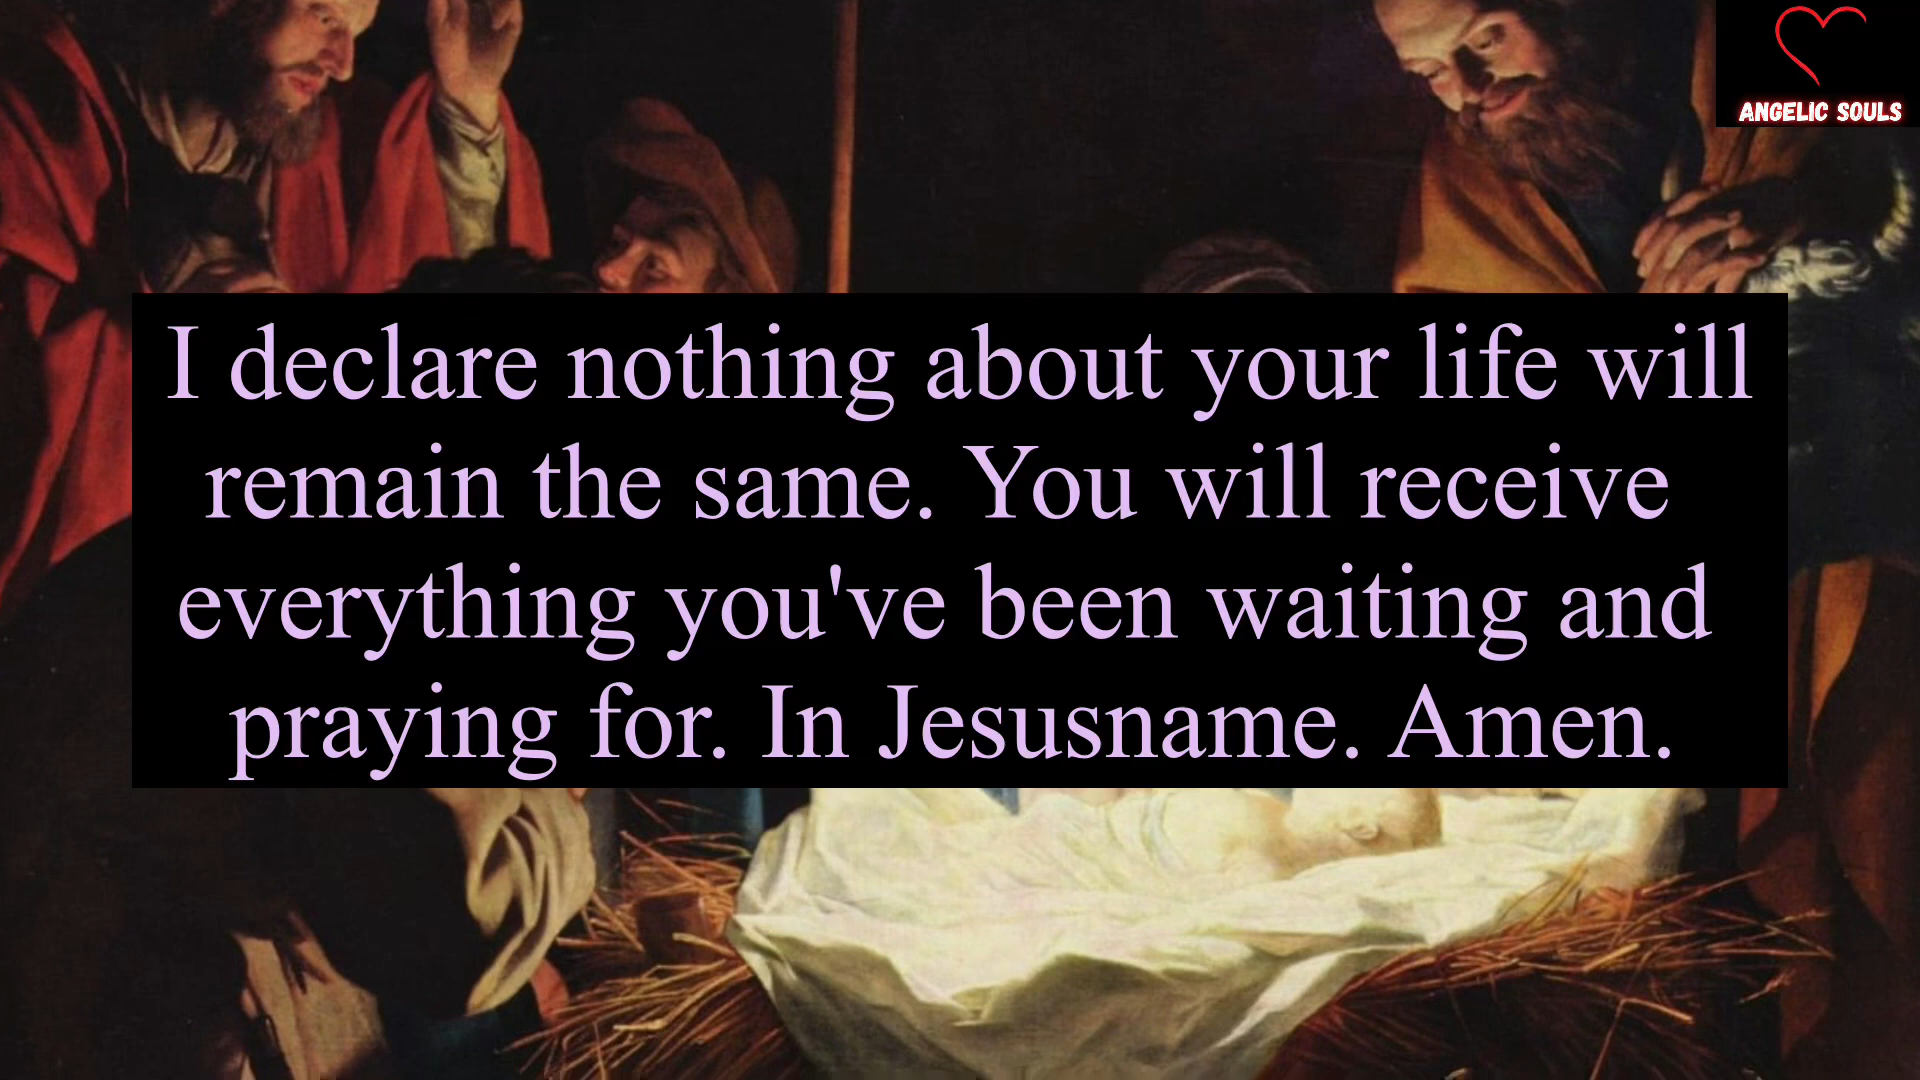 ANGELIC SOULS
I declare nothing about your life will
remain the same. You will receive
everything you've been waiting and
praying for. In Jesusname. Amen.